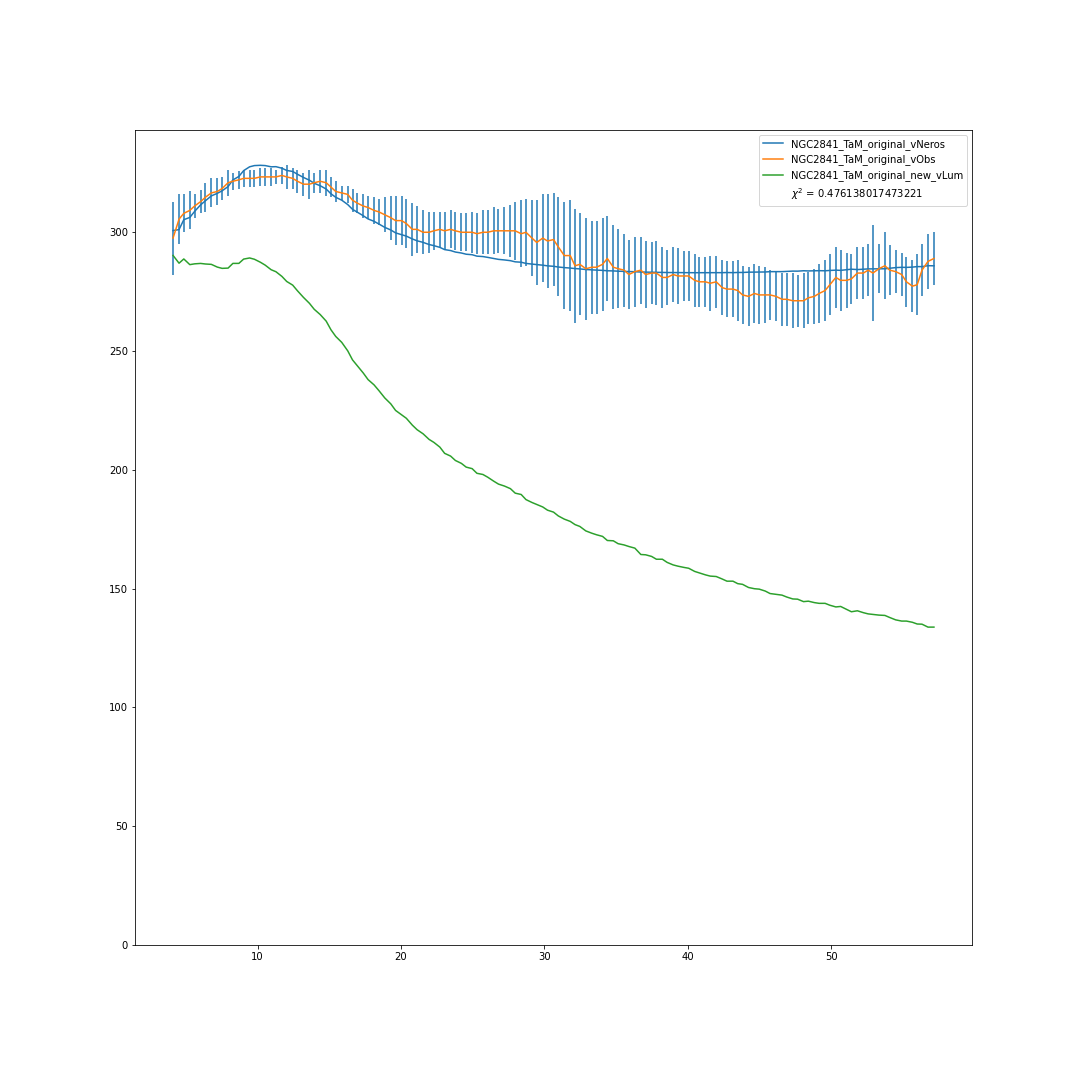 NGC2841_TaM_original_vNeros
NGC2841_TaM_original_vObs
NGC2841_TaM_original_new_vLum
χ² = 0.476138017473221
300
250
200
150
100
50
0
10 20 30 40 50